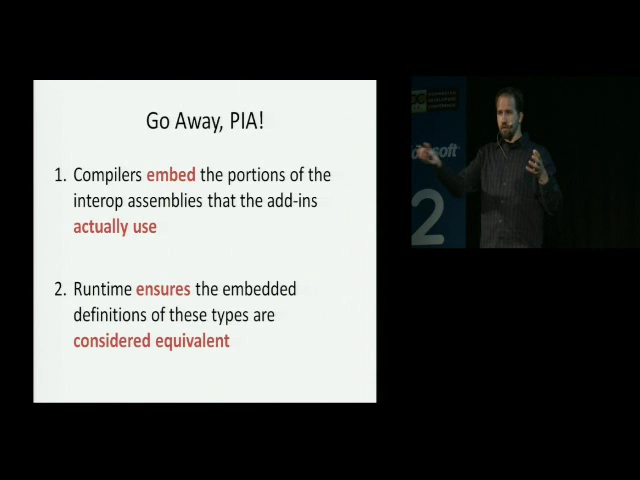 Go Away, PIA!
1. Compilers embed the portions of the
interop assemblies that the add-ins
actually use
2. Runtime ensures the embedded
definitions of these types are
considered equivalent
2